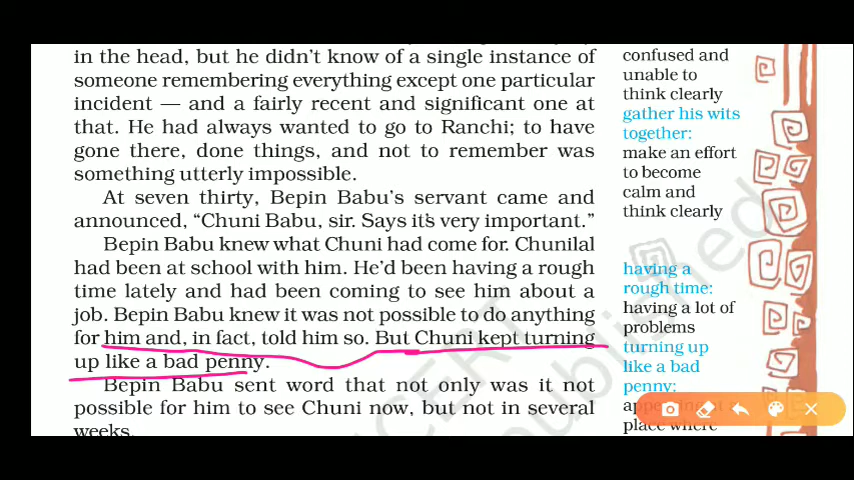 in the head, but he didn't know of a single instance of
someone remembering everything except one particular
incident — and a fairly recent and significant one at
that. He had always wanted to go to Ranchi; to have
gone there, done things, and not to remember was
something utterly impossible.
At seven thirty, Bepin Babu's servant came and
announced, “Chuni Babu, sir. Says it's very important.”
Bepin Babu knew what Chuni had come for. Chunilal
had been at school with him. He'd been having a rough
time lately and had been coming to see him about a
job. Bepin Babu knew it was not possible to do anything
for him and, in fact, told him so. But Chuni kept turning
up like a bad penny.
Bepin Babu sent word that not only was it not
possible for him to see Chuni now, but not in several
weeks.
confused and
unable to
think clearly
gather his wits
together:
make an effort
to become
calm and
think clearly
having a
rough time:
having a lot of
problems
turning up
like a bad
penny:
place where